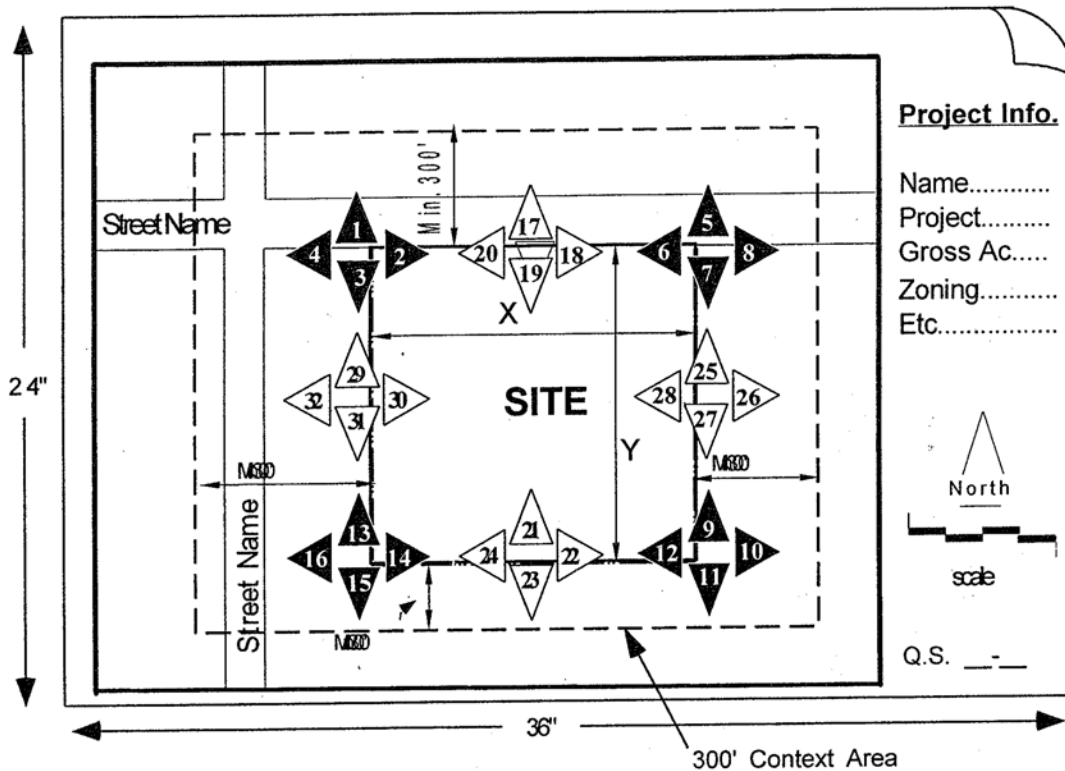 Project Info.
Name............
Project..........
Gross Ac.....
Zoning...........
Etc.................
Street Name
Min. 300'
1
4 2
3
17
20 18
19
5
6 8
7
X
24"
29
32 30
31
SITE
25
28 26
27
Y
North
scale
13
16 14
15
21
24 22
23
9
12 10
11
Street Name
Q.S. __-__
36"
300' Context Area